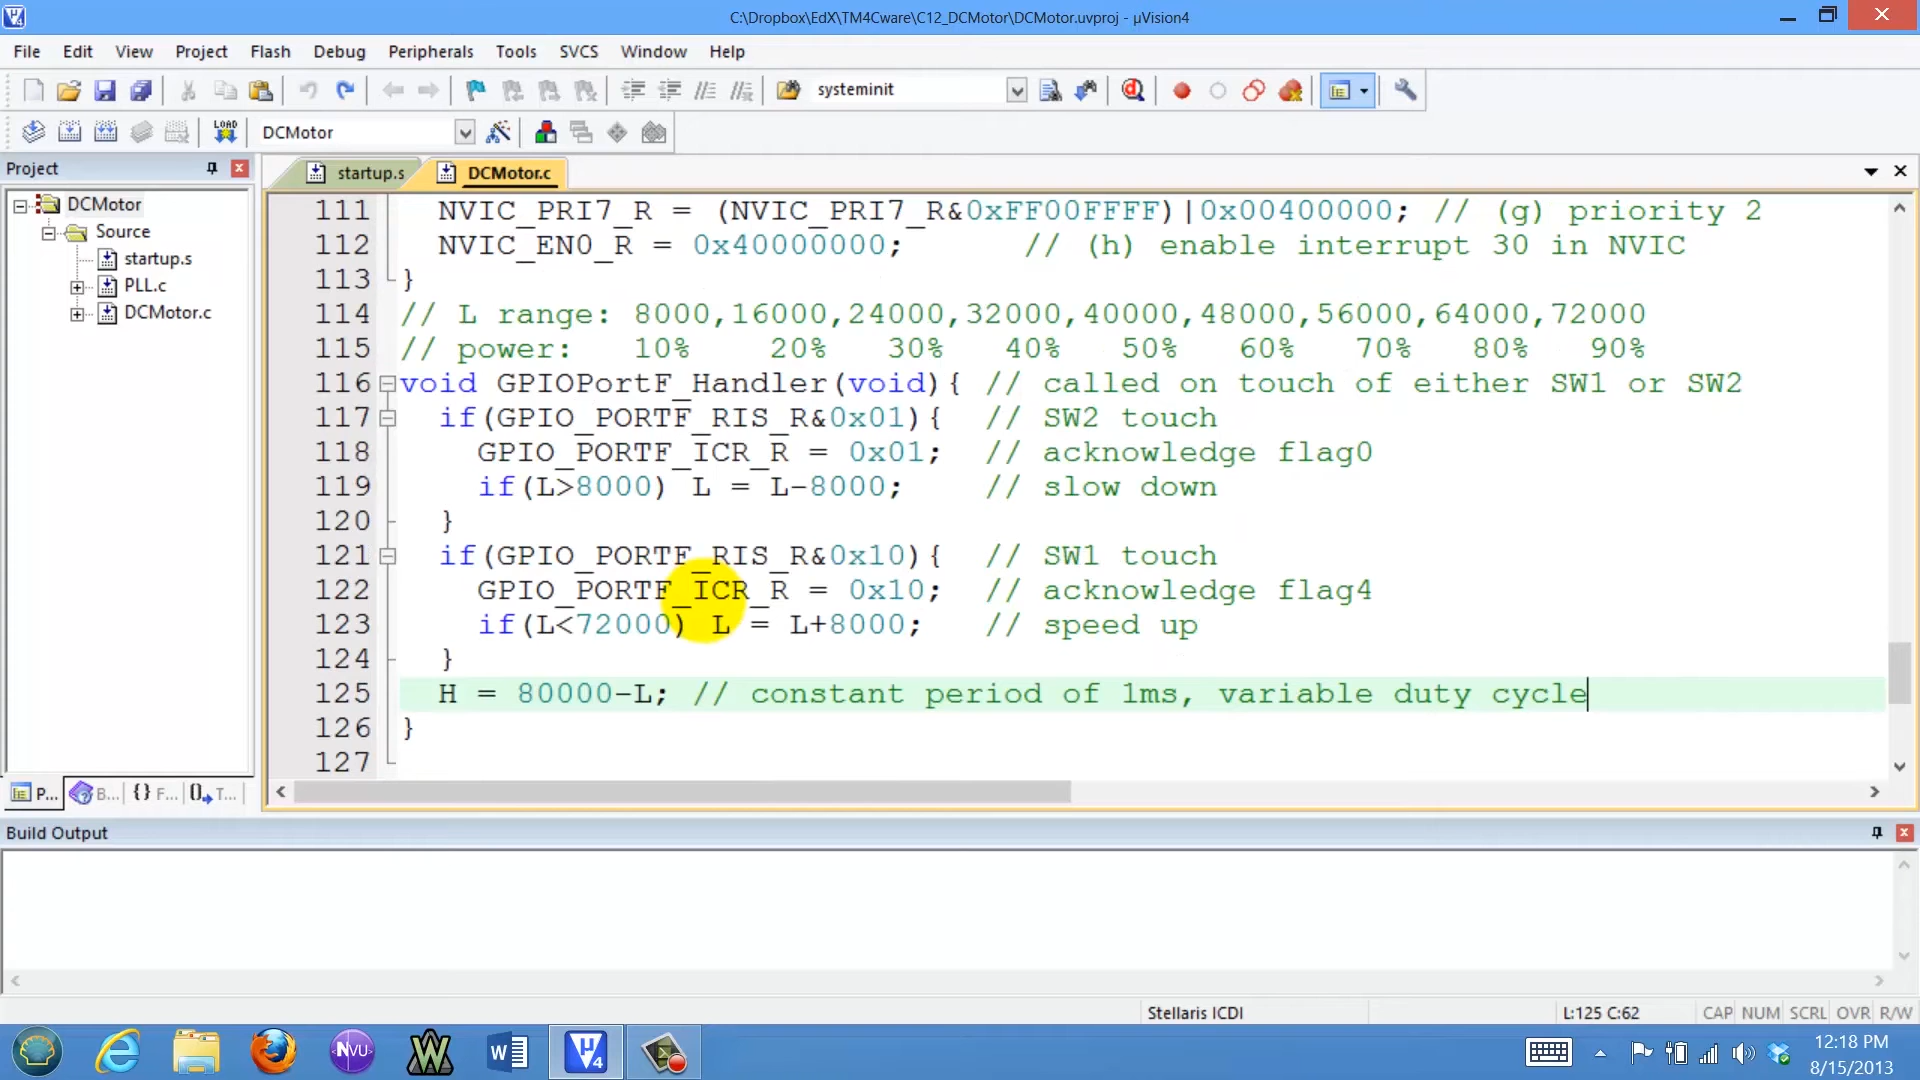 C:\Dropbox\EdX\TM4Cware\C12_DCMotor\DCMotor.uvproj - µVision4
File Edit View Project Flash Debug Peripherals Tools SVCS Window Help
systeminit
LOAD DCMotor
Project
startup.s DCMotor.c
DCMotor
Source
startup.s
PLL.c
DCMotor.c
111 NVIC_PRI7_R = (NVIC_PRI7_R&0xFF00FFFF)|0x00400000; // (g) priority 2
112 NVIC_EN0_R = 0x40000000; // (h) enable interrupt 30 in NVIC
113 }
114 // L range: 8000,16000,24000,32000,40000,48000,56000,64000,72000
115 // power: 10% 20% 30% 40% 50% 60% 70% 80% 90%
116 void GPIOPortF_Handler(void){ // called on touch of either SW1 or SW2
117 if(GPIO_PORTF_RIS_R&0x01){ // SW2 touch
118 GPIO_PORTF_ICR_R = 0x01; // acknowledge flag0
119 if(L>8000) L = L-8000; // slow down
120 }
121 if(GPIO_PORTF_RIS_R&0x10){ // SW1 touch
122 GPIO_PORTF_ICR_R = 0x10; // acknowledge flag4
123 if(L<72000) L = L+8000; // speed up
124 }
125 H = 80000-L; // constant period of 1ms, variable duty cycle
126 }
127
P... B... {} F... 0 T...
Build Output
Stellaris ICDI L:125 C:62 CAP NUM SCRL OVR R/W
NVU W W µ4
12:18 PM
8/15/2013